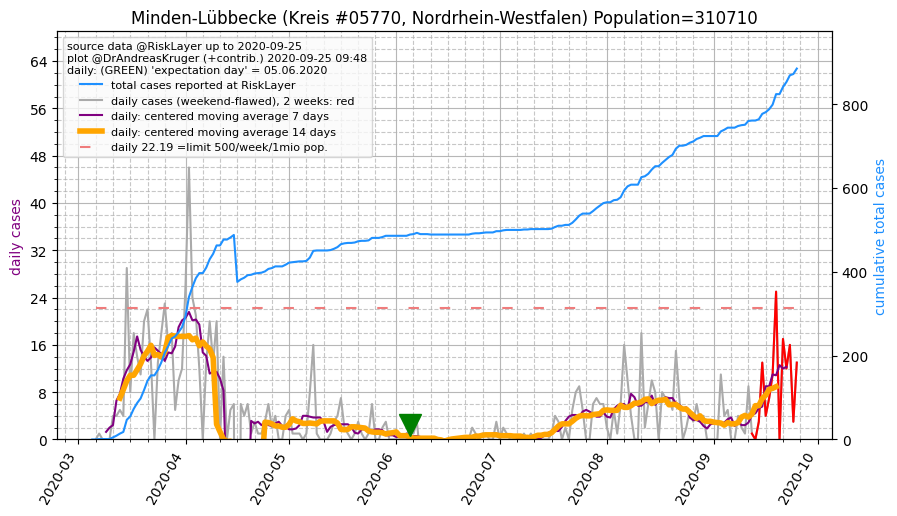 Minden-Lübbecke (Kreis #05770, Nordrhein-Westfalen) Population=310710
source data @RiskLayer up to 2020-09-25
plot @DrAndreasKruger (+contrib.) 2020-09-25 09:48
daily: (GREEN) 'expectation day' = 05.06.2020
total cases reported at RiskLayer
daily cases (weekend-flawed), 2 weeks: red
daily: centered moving average 7 days
daily: centered moving average 14 days
daily 22.19 =limit 500/week/1mio pop.
daily cases
64
56
48
40
32
24
16
8
0
cumulative total cases
800
600
400
200
0
2020-03
2020-04
2020-05
2020-06
2020-07
2020-08
2020-09
2020-10